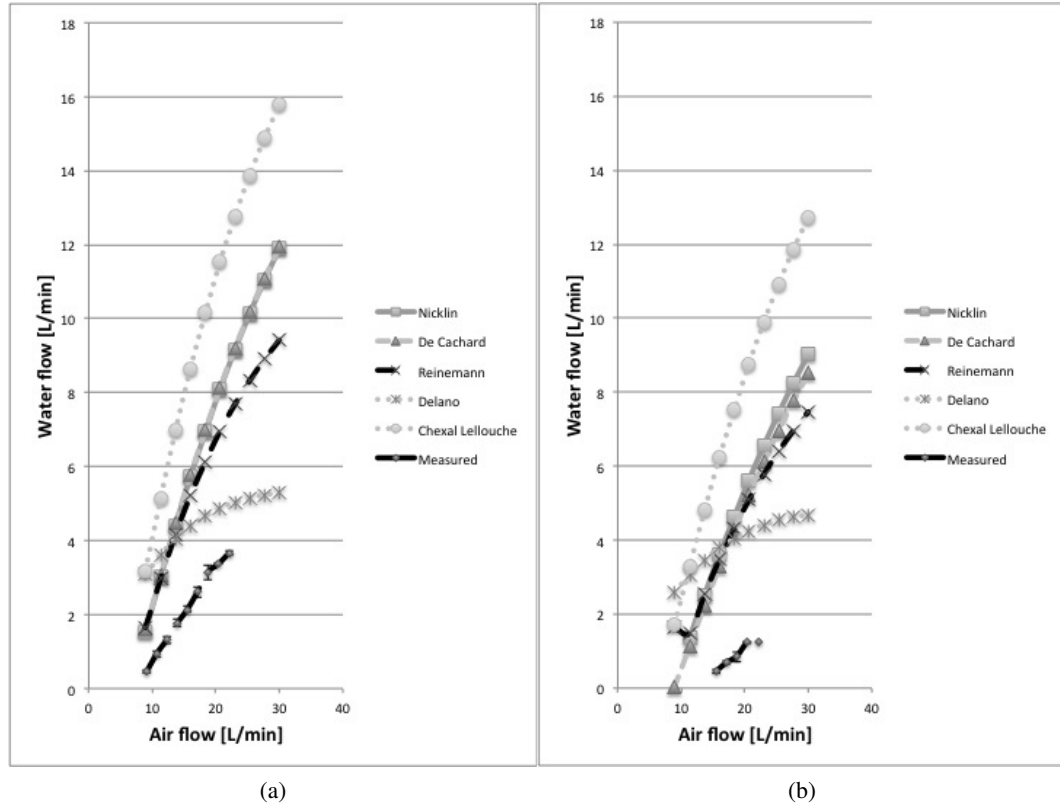 18
16
14
12
10
8
6
4
2
0
Water flow [L/min]
0 10 20 30 40
Air flow [L/min]
Nicklin
De Cachard
Reinemann
Delano
Chexal Lellouche
Measured
(a)
18
16
14
12
10
8
6
4
2
0
Water flow [L/min]
0 10 20 30 40
Air flow [L/min]
Nicklin
De Cachard
Reinemann
Delano
Chexal Lellouche
Measured
(b)